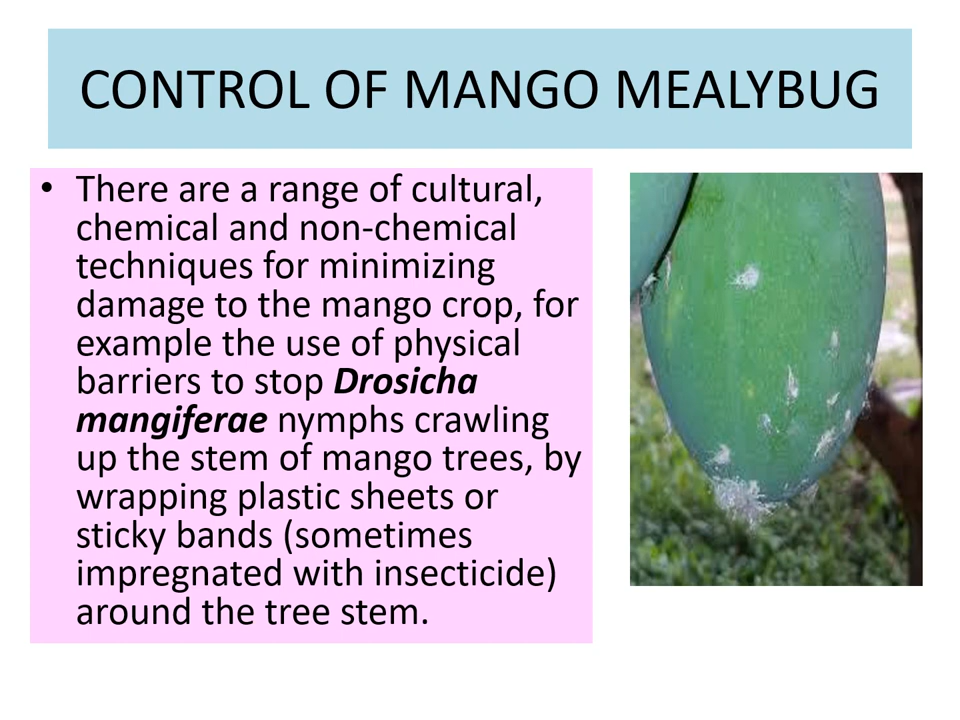 CONTROL OF MANGO MEALYBUG
• There are a range of cultural,
chemical and non-chemical
techniques for minimizing
damage to the mango crop, for
example the use of physical
barriers to stop Drosicha
mangiferae nymphs crawling
up the stem of mango trees, by
wrapping plastic sheets or
sticky bands (sometimes
impregnated with insecticide)
around the tree stem.